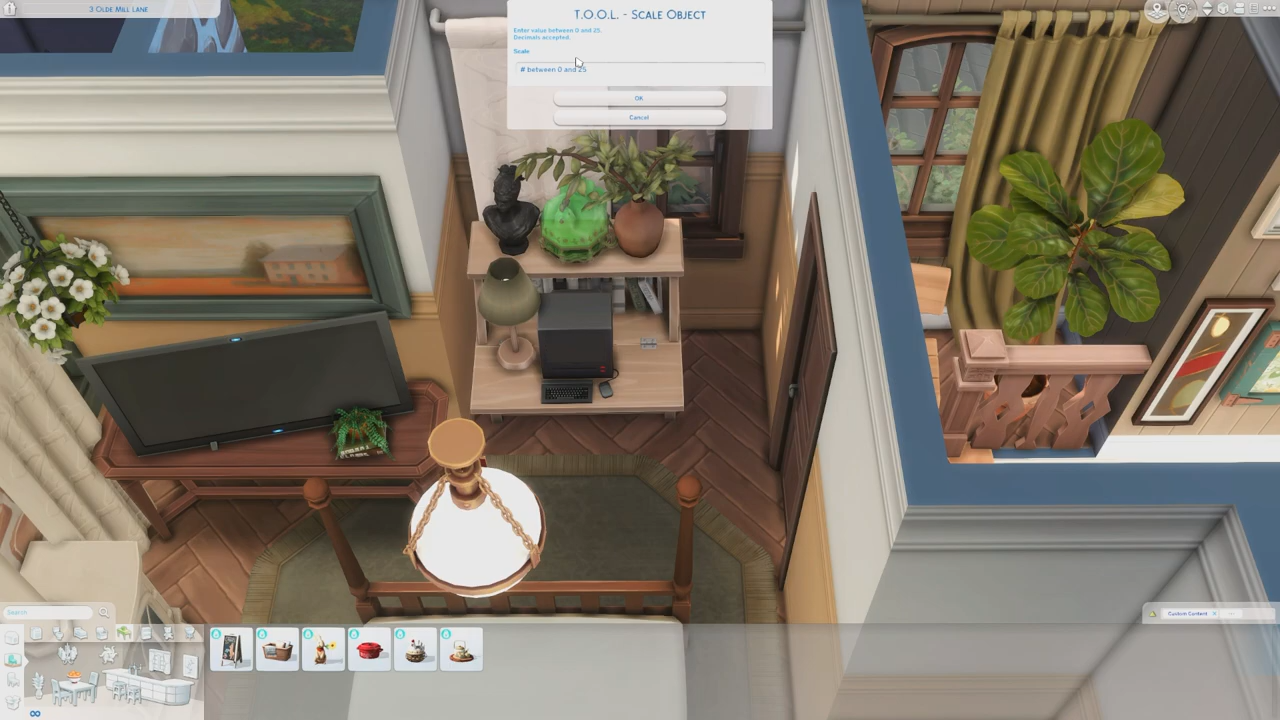 3 OLDE MILL LANE
T.O.O.L. - SCALE OBJECT
Enter value between 0 and 25.
Decimals accepted.
Scale
# between 0 and 25
OK
Cancel
Search
Custom Content